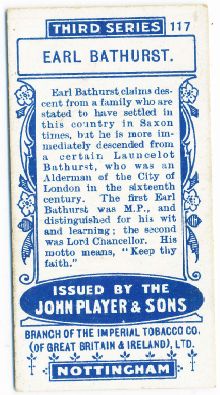 THIRD SERIES 117
EARL BATHURST.
Earl Bathurst claims des-
cent from a family who are
stated to have settled in
this country in Saxon
times, but he is more im-
mediately descended from
a certain Launcelot
Bathurst, who was an
Alderman of the City of
London in the sixteenth
century. The first Earl
Bathurst was M.P., and
distinguished for his wit
and learning; the second
was Lord Chancellor. His
motto means, "Keep thy
faith."
ISSUED BY THE
JOHN PLAYER & SONS
BRANCH OF THE IMPERIAL TOBACCO CO.
(OF GREAT BRITAIN & IRELAND), LTD.
NOTTINGHAM